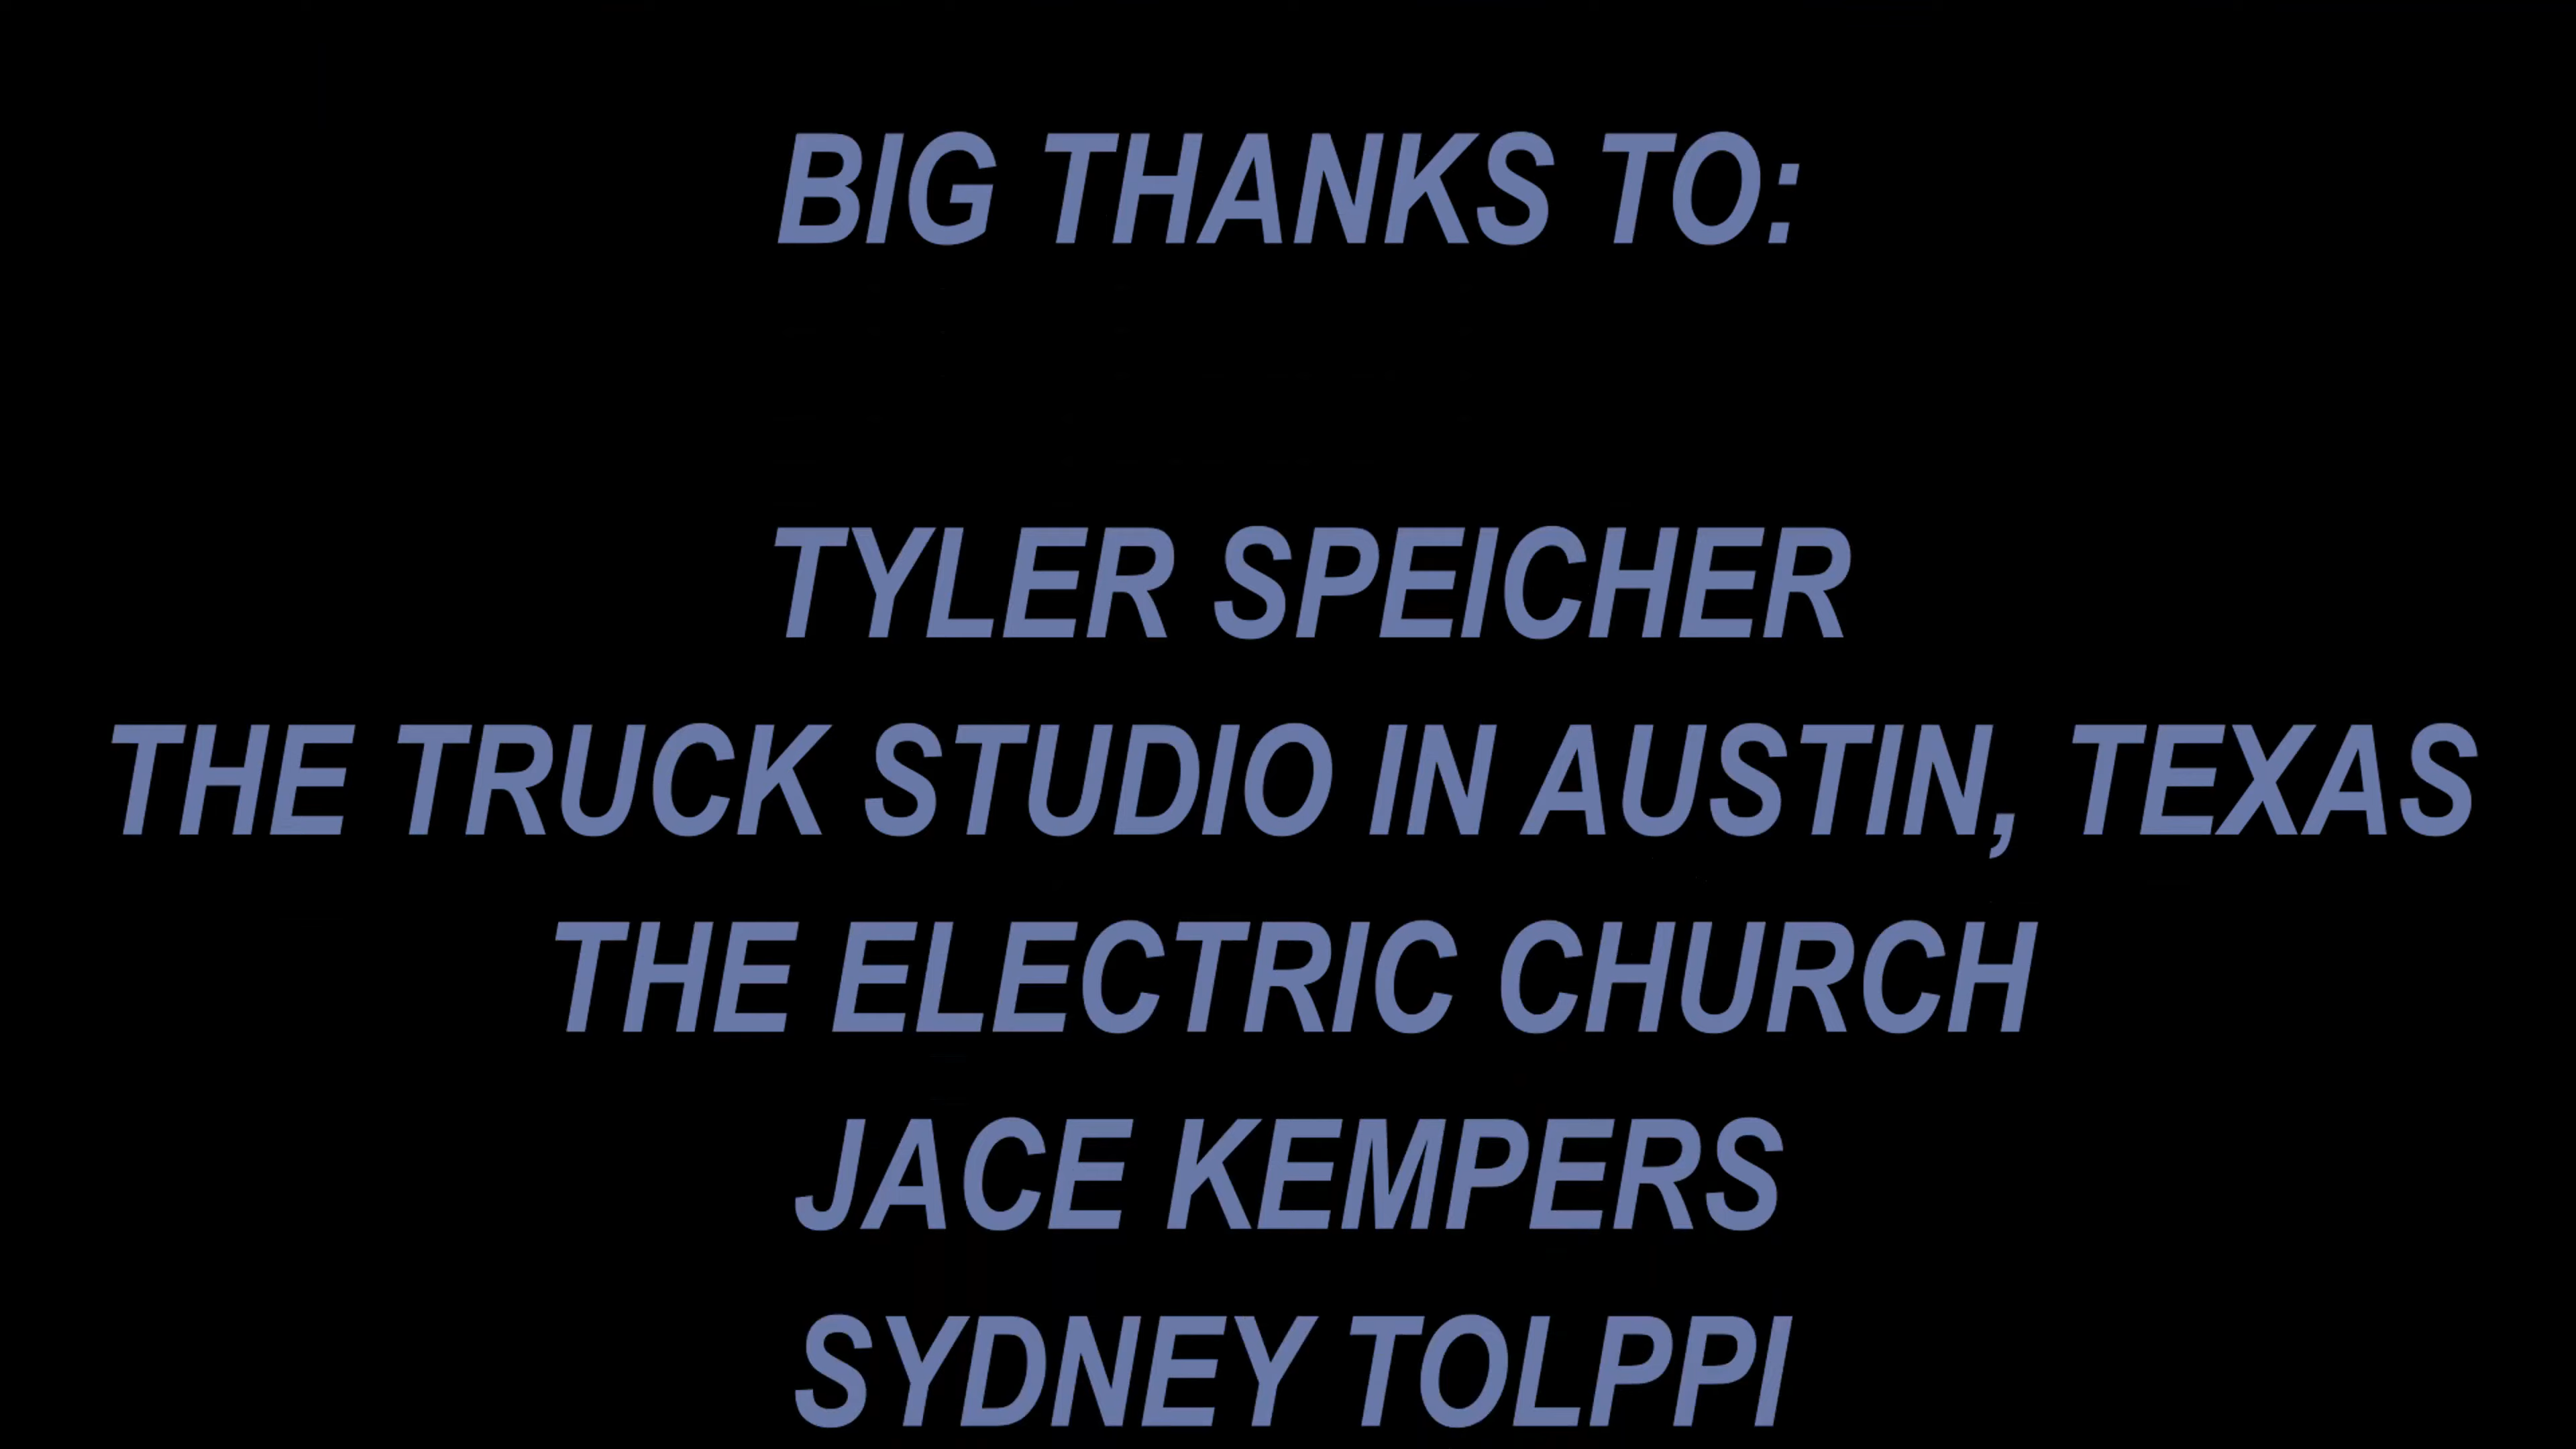 BIG THANKS TO:
TYLER SPEICHER
THE TRUCK STUDIO IN AUSTIN, TEXAS
THE ELECTRIC CHURCH
JACE KEMPERS
SYDNEY TOLPPI